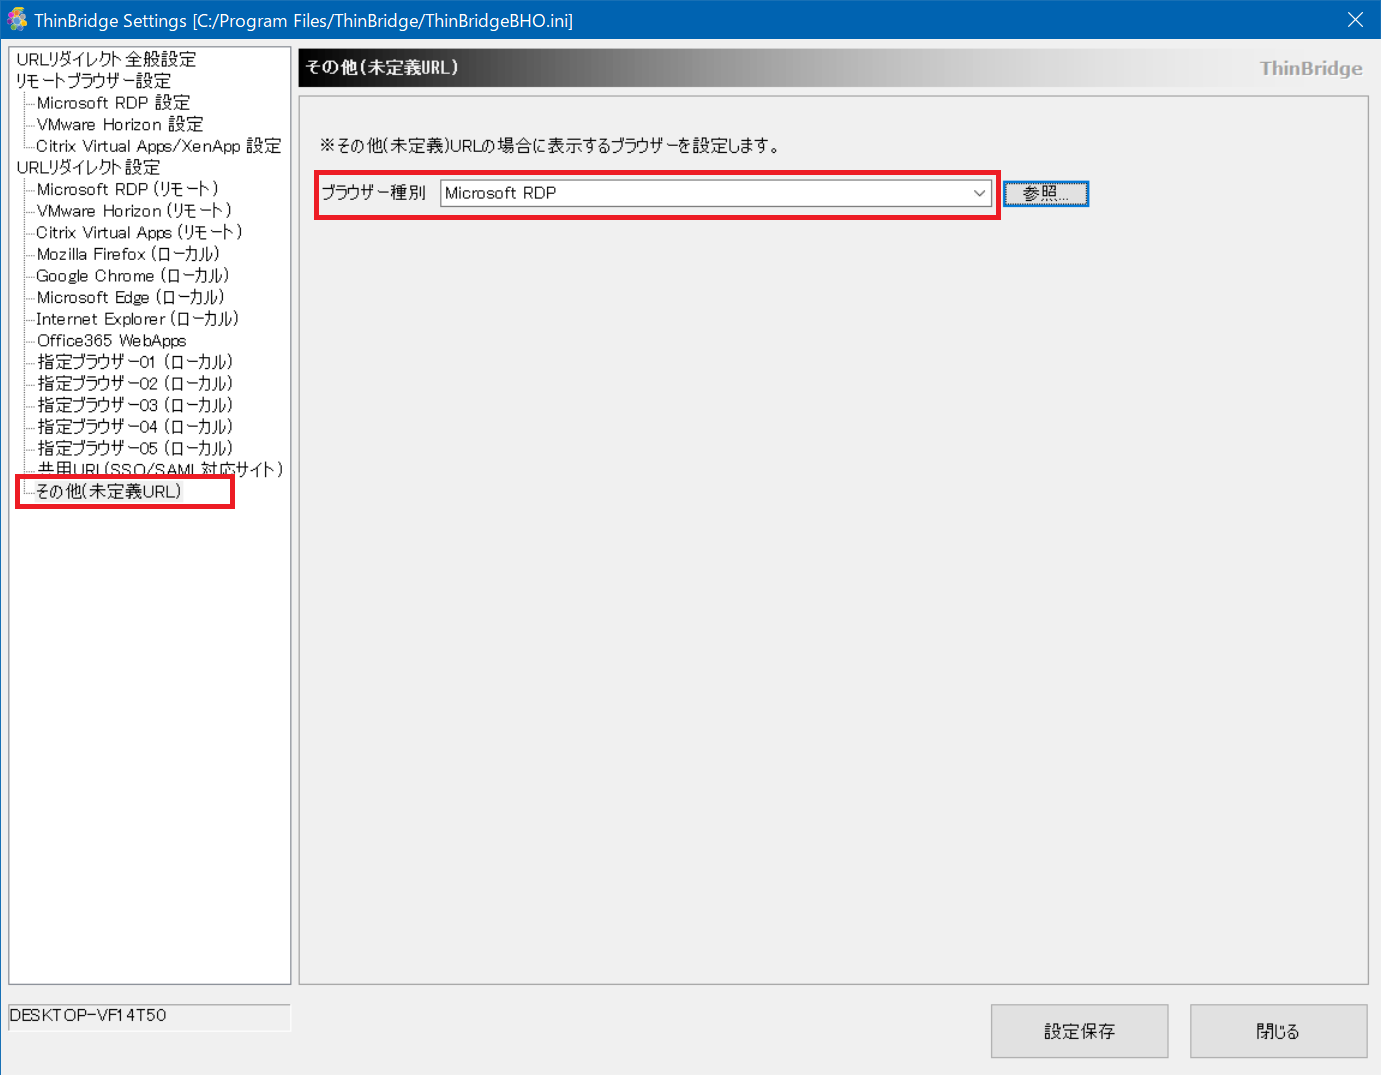 ThinBridge Settings [C:/Program Files/ThinBridge/ThinBridgeBHO.ini]
URLリダイレクト 全般設定
リモートブラウザー設定
Microsoft RDP 設定
VMware Horizon 設定
Citrix Virtual Apps/XenApp 設定
URLリダイレクト設定
Microsoft RDP (リモート)
VMware Horizon (リモート)
Citrix Virtual Apps (リモート)
Mozilla Firefox (ローカル)
Google Chrome (ローカル)
Microsoft Edge (ローカル)
Internet Explorer (ローカル)
Office365 WebApps
指定ブラウザー01 (ローカル)
指定ブラウザー02 (ローカル)
指定ブラウザー03 (ローカル)
指定ブラウザー04 (ローカル)
指定ブラウザー05 (ローカル)
共用URL(SSO/SAML対応サイト)
その他(未定義URL)
DESKTOP-VF14T50
その他(未定義URL)
ThinBridge
※その他(未定義)URLの場合に表示するブラウザーを設定します。
ブラウザー種別 Microsoft RDP 参照...
設定保存 閉じる